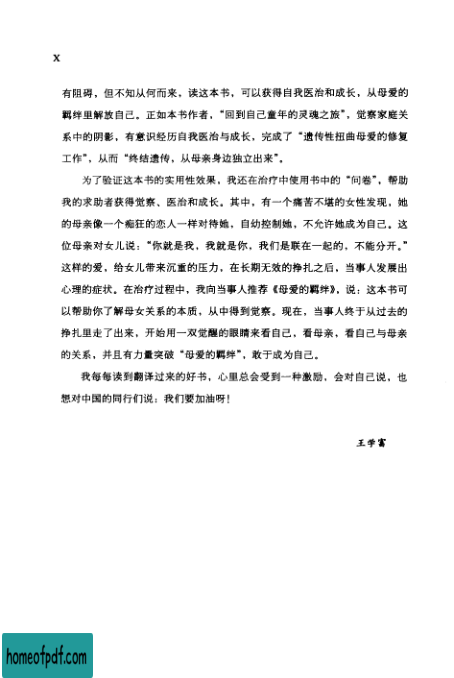 X
有阻碍，但不知从何而来，读这本书，可以获得自我医治和成长，从母爱的
羁绊里解放自己。正如本书作者，“回到自己童年的灵魂之旅”，觉察家庭关
系中的阴影，有意识经历自我医治与成长，完成了“遗传性扭曲母爱的修复
工作”，从而“终结遗传，从母亲身边独立出来”。
为了验证这本书的实用性效果，我还在治疗中使用书中的“问卷”，帮助
我的求助者获得觉察、医治和成长。其中，有一个痛苦不堪的女性发现，她
的母亲像一个痴狂的恋人一样对待她，自幼控制她，不允许她成为自己。这
位母亲对女儿说：“你就是我，我就是你，我们是联在一起的，不能分开。”
这样的爱，给女儿带来沉重的压力，在长期无效的挣扎之后，当事人发展出
心理的症状。在治疗过程中，我向当事人推荐《母爱的羁绊》，说：这本书可
以帮助你了解母女关系的本质，从中得到觉察。现在，当事人终于从过去的
挣扎里走了出来，开始用一双觉醒的眼睛来看自己，看母亲，看自己与母亲
的关系，并且有力量突破“母爱的羁绊”，敢于成为自己。
我每每读到翻译过来的好书，心里总会受到一种激励，会对自己说，也
想对中国的同行们说：我们要加油呀！
王学富
homeofpdf.com